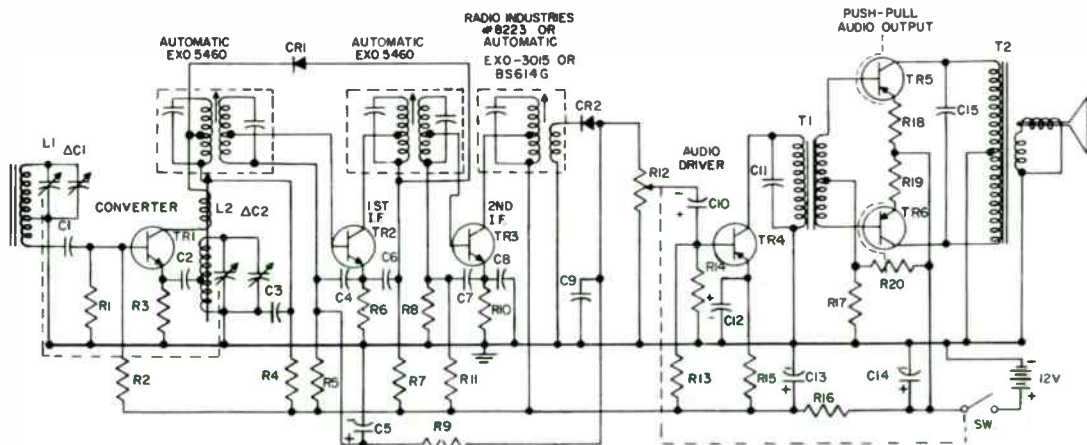 RADIO INDUSTRIES
#8223 OR
AUTOMATIC
EXO-3015 OR
BS614G
PUSH-PULL
AUDIO OUTPUT
AUTOMATIC
EXO 5460
CR1
AUTOMATIC
EXO 5460
T2
TR5
CR2
R18
C15
L1
ΔC1
T1
AUDIO
DRIVER
R12
C11
R19
CONVERTER
L2
ΔC2
1ST
I.F.
2ND
I.F.
- C10
+
TR6
C1
TR1
TR2
TR3
TR4
C2
C6
C8
R14
R20
R1
R3
C3
C4
R6
R8
C7
R10
C9
+
-
C12
R17
R2
R4
R5
R7
R11
R13
R15
C13
+
R16
C14
-
+
-
12V
+
C5
-
+
R9
SW.